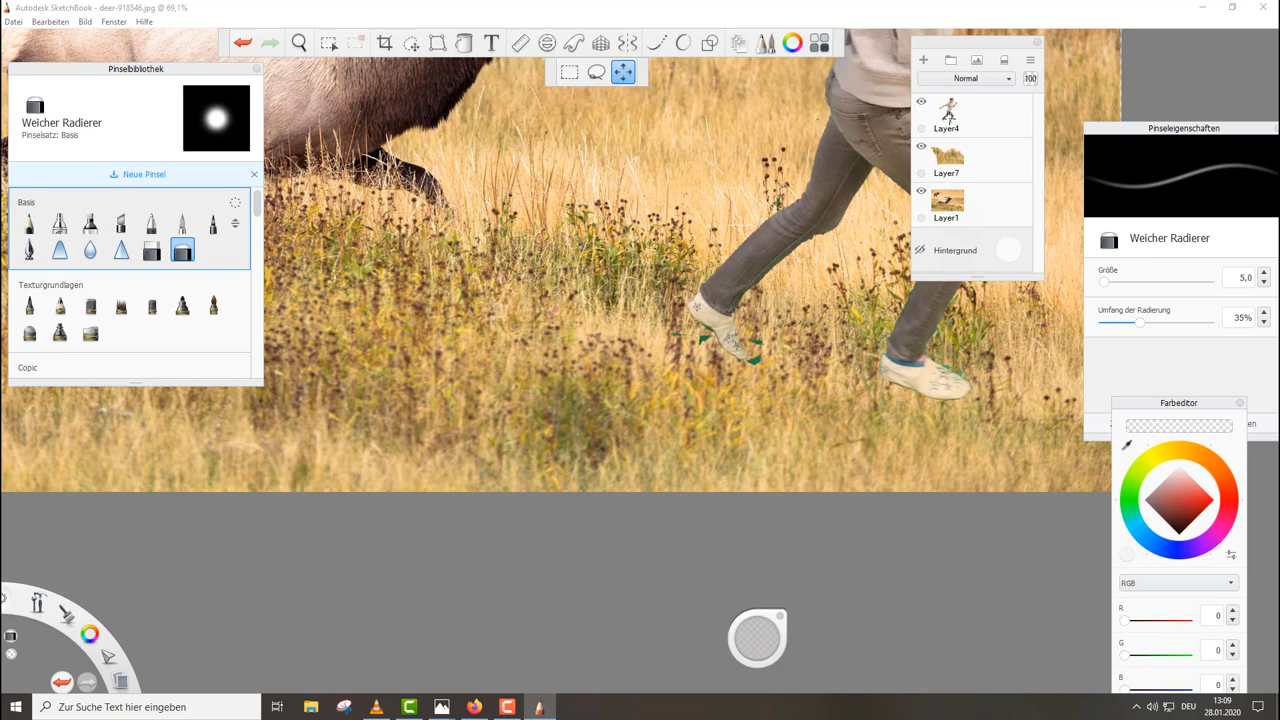 Autodesk SketchBook - deer-918546.jpg @ 69,1%
Datei Bearbeiten Bild Fenster Hilfe
Pinselbibliothek
Weicher Radierer
Pinselsatz: Basis
Neue Pinsel
Basis
Texturgrundlagen
Copic
Normal 100
Layer4
Layer7
Layer1
Hintergrund
Pinseleigenschaften
Weicher Radierer
Größe
5,0
Umfang der Radierung
35%
Farbeditor
RGB
R
0
G
0
B
0
Zur Suche Text hier eingeben
DEU
13:09
28.01.2020